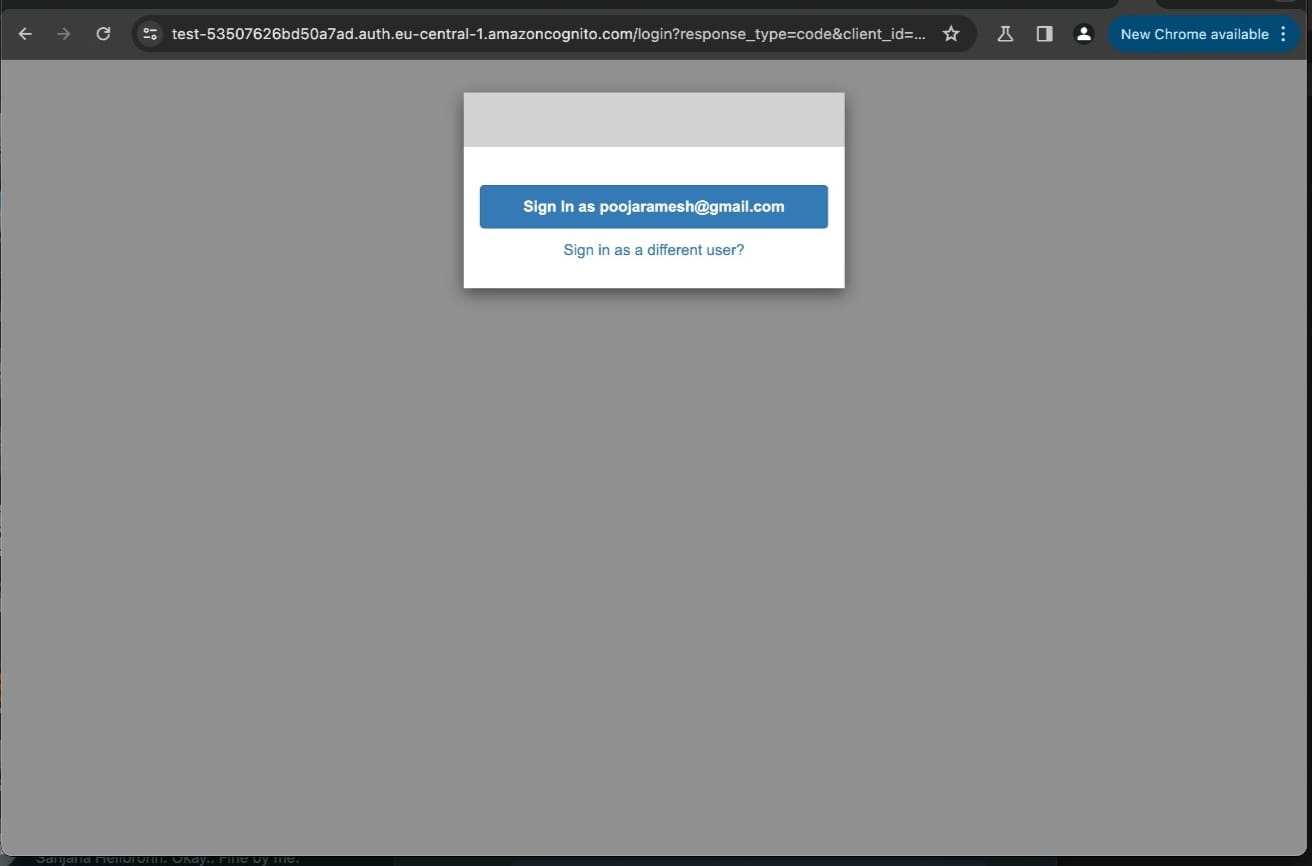 test-53507626bd50a7ad.auth.eu-central-1.amazoncognito.com/login?response_type=code&client_id=...
New Chrome available
Sign In as poojaramesh@gmail.com
Sign in as a different user?
Sanjana Heilbronn: Okay.. Fine by me.